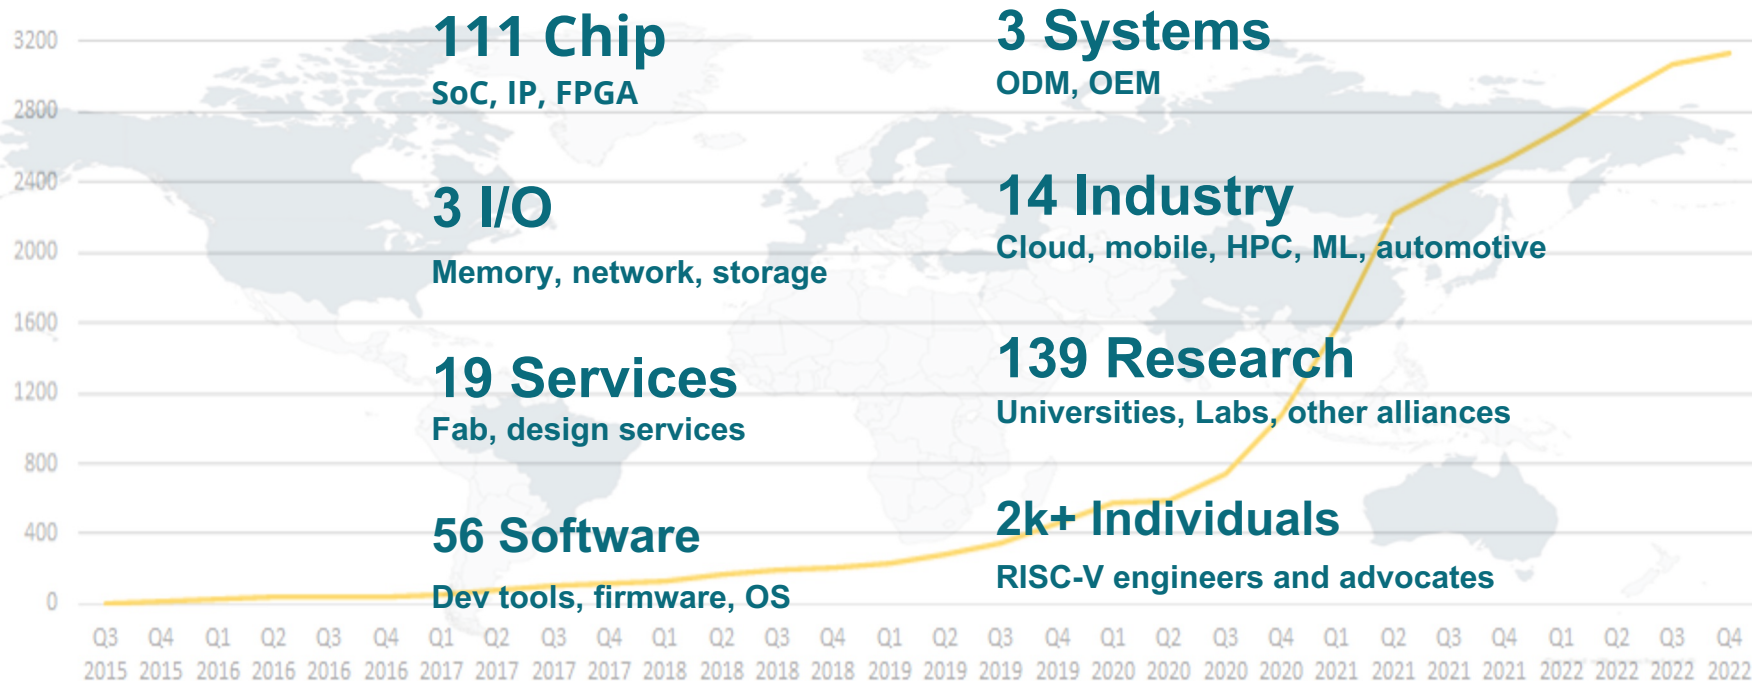 111 Chip
SoC, IP, FPGA
3 I/O
Memory, network, storage
19 Services
Fab, design services
56 Software
Dev tools, firmware, OS
3 Systems
ODM, OEM
14 Industry
Cloud, mobile, HPC, ML, automotive
139 Research
Universities, Labs, other alliances
2k+ Individuals
RISC-V engineers and advocates
3200
2800
2400
2000
1600
1200
800
400
0
Q3 Q4 Q1 Q2 Q3 Q4 Q1 Q2 Q3 Q4 Q1 Q2 Q3 Q4 Q1 Q2 Q3 Q4 Q1 Q2 Q3 Q4 Q1 Q2 Q3 Q4 Q1 Q2 Q3 Q4
2015 2015 2016 2016 2016 2016 2017 2017 2017 2017 2018 2018 2018 2018 2019 2019 2019 2019 2020 2020 2020 2020 2021 2021 2021 2021 2022 2022 2022 2022